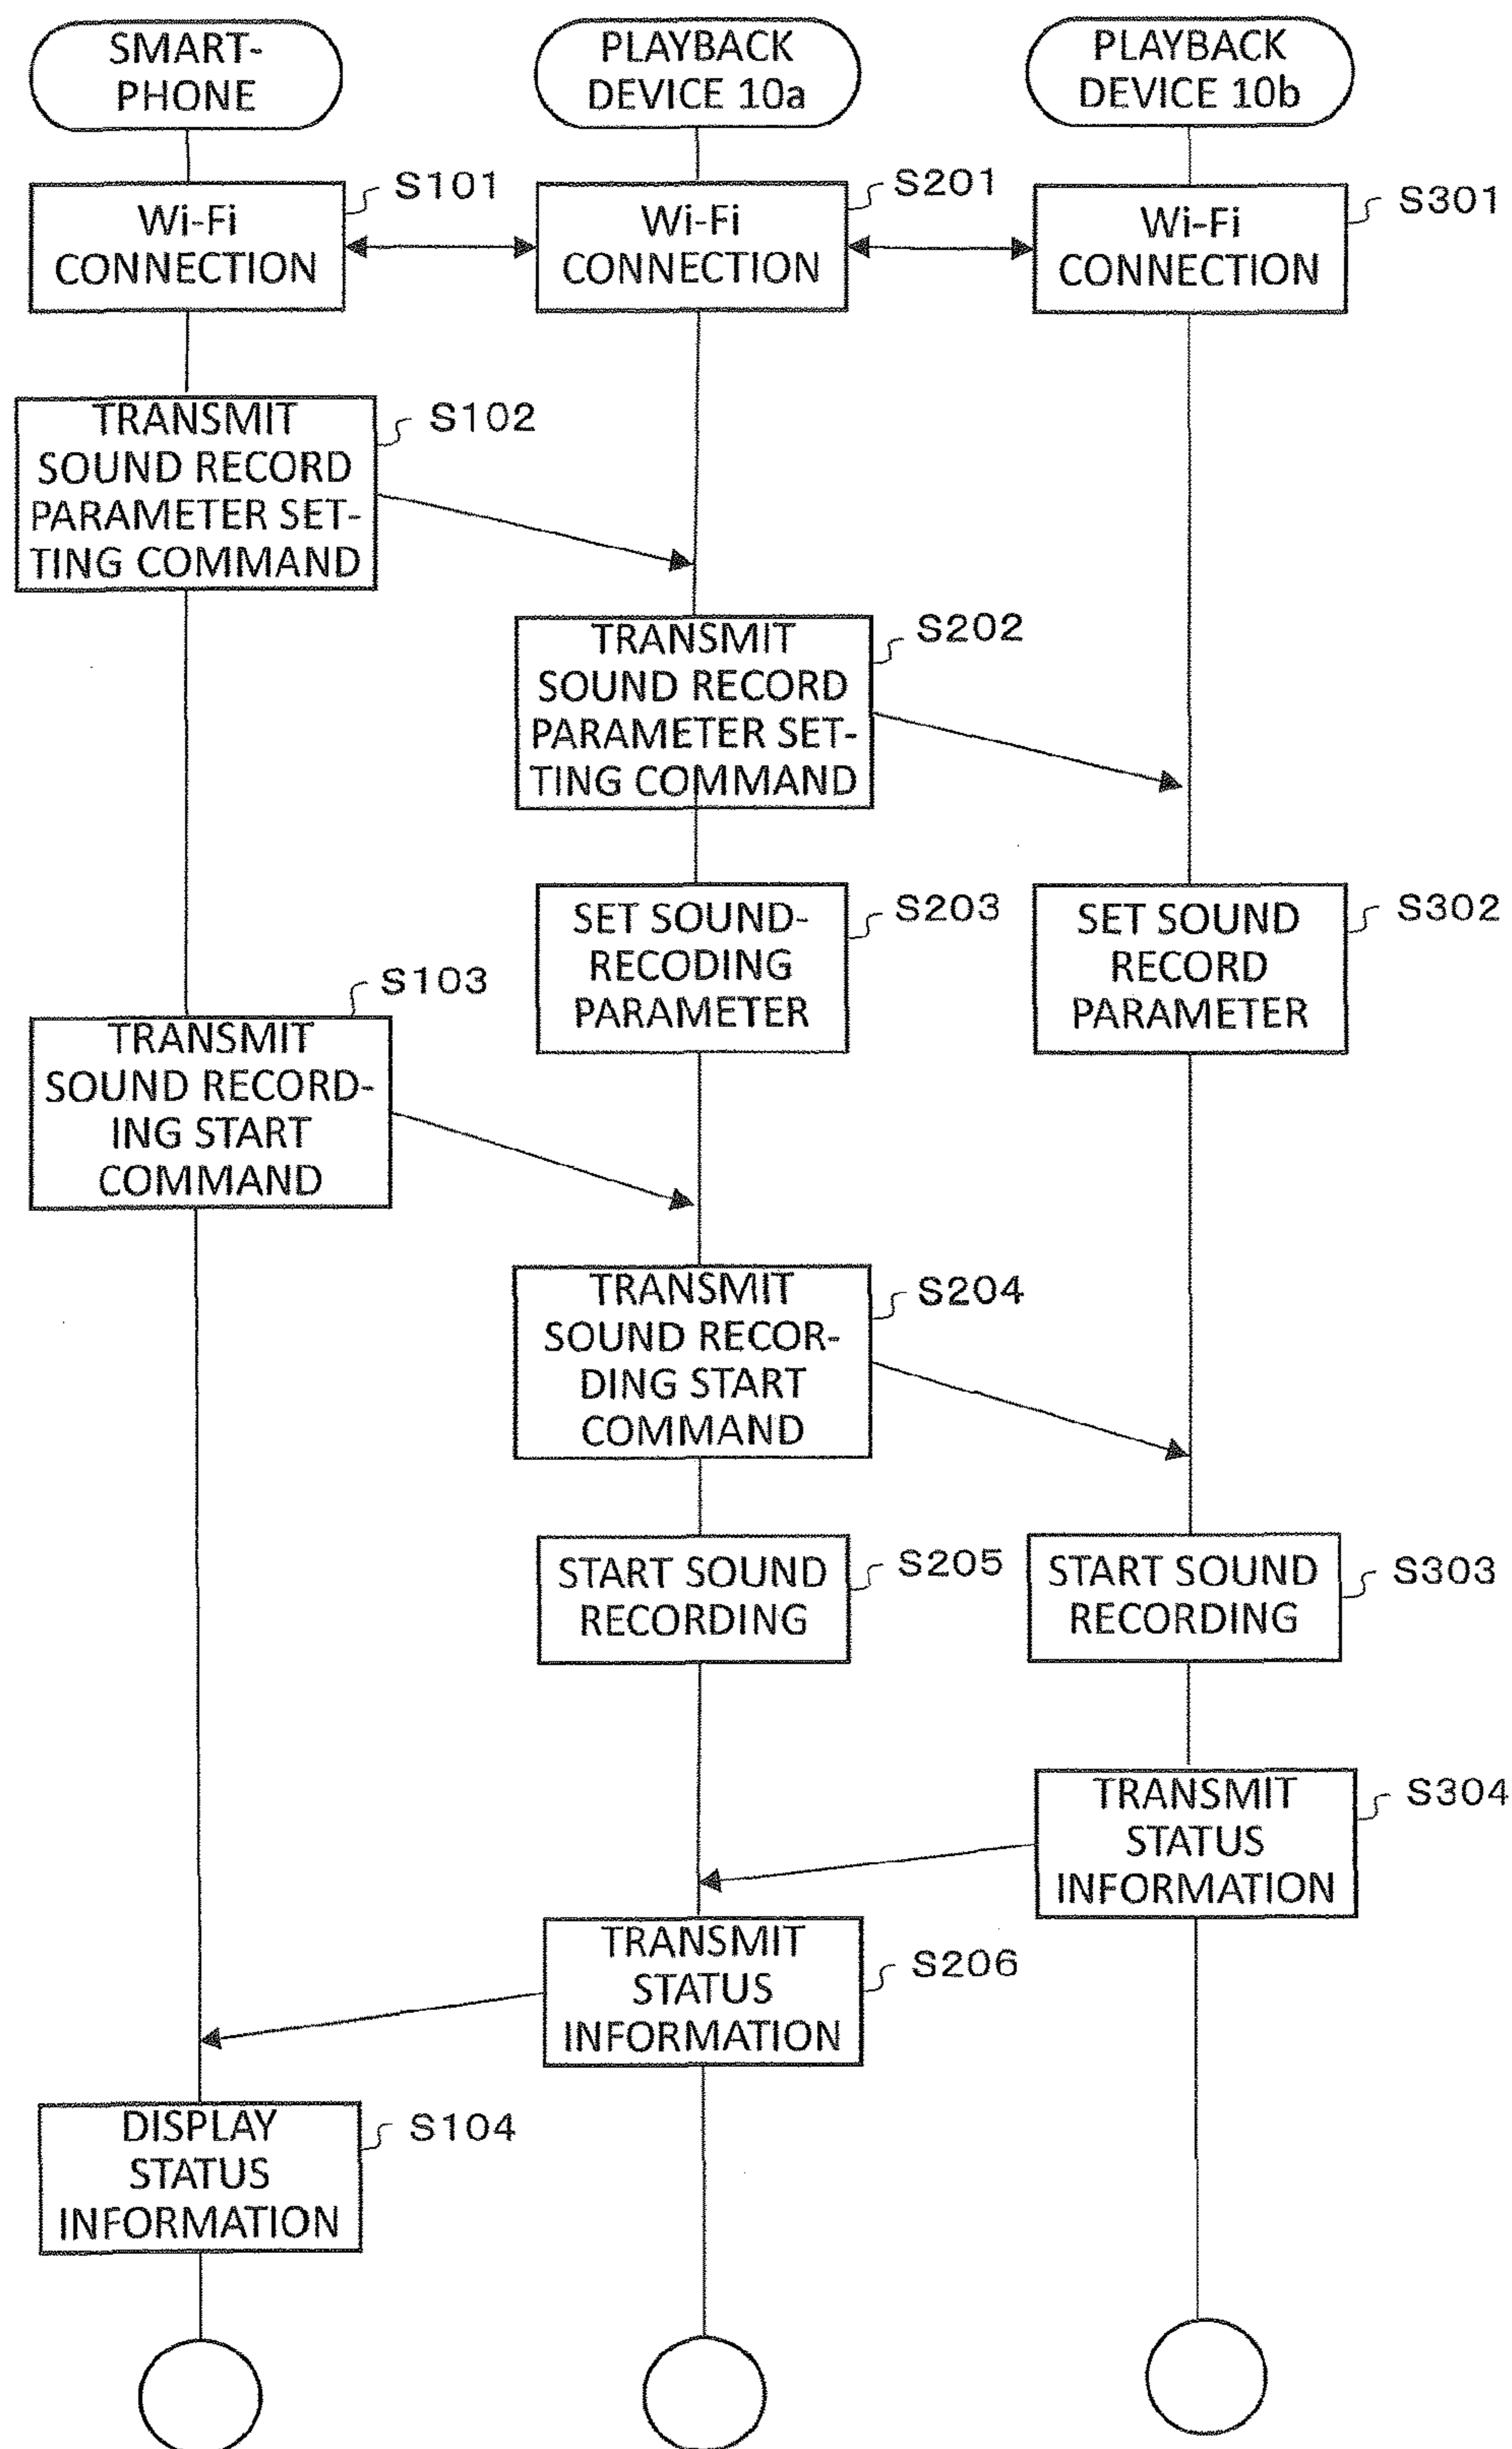 SMART-
PHONE
PLAYBACK
DEVICE 10a
PLAYBACK
DEVICE 10b
Wi-Fi
CONNECTION
S101
Wi-Fi
CONNECTION
S201
Wi-Fi
CONNECTION
S301
TRANSMIT
SOUND RECORD
PARAMETER SET-
TING COMMAND
S102
TRANSMIT
SOUND RECORD
PARAMETER SET-
TING COMMAND
S202
SET SOUND-
RECODING
PARAMETER
S203
SET SOUND
RECORD
PARAMETER
S302
TRANSMIT
SOUND RECORD-
ING START
COMMAND
S103
TRANSMIT
SOUND RECOR-
DING START
COMMAND
S204
START SOUND
RECORDING
S205
START SOUND
RECORDING
S303
TRANSMIT
STATUS
INFORMATION
S304
TRANSMIT
STATUS
INFORMATION
S206
DISPLAY
STATUS
INFORMATION
S104